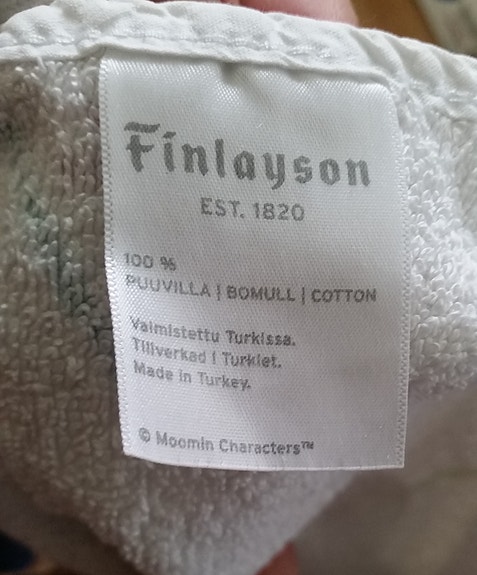 Finlayson
EST. 1820
100 %
PUUVILLA | BOMULL | COTTON
Valmistettu Turkissa.
Tillverkad i Turkiet.
Made in Turkey.
© Moomin Characters™